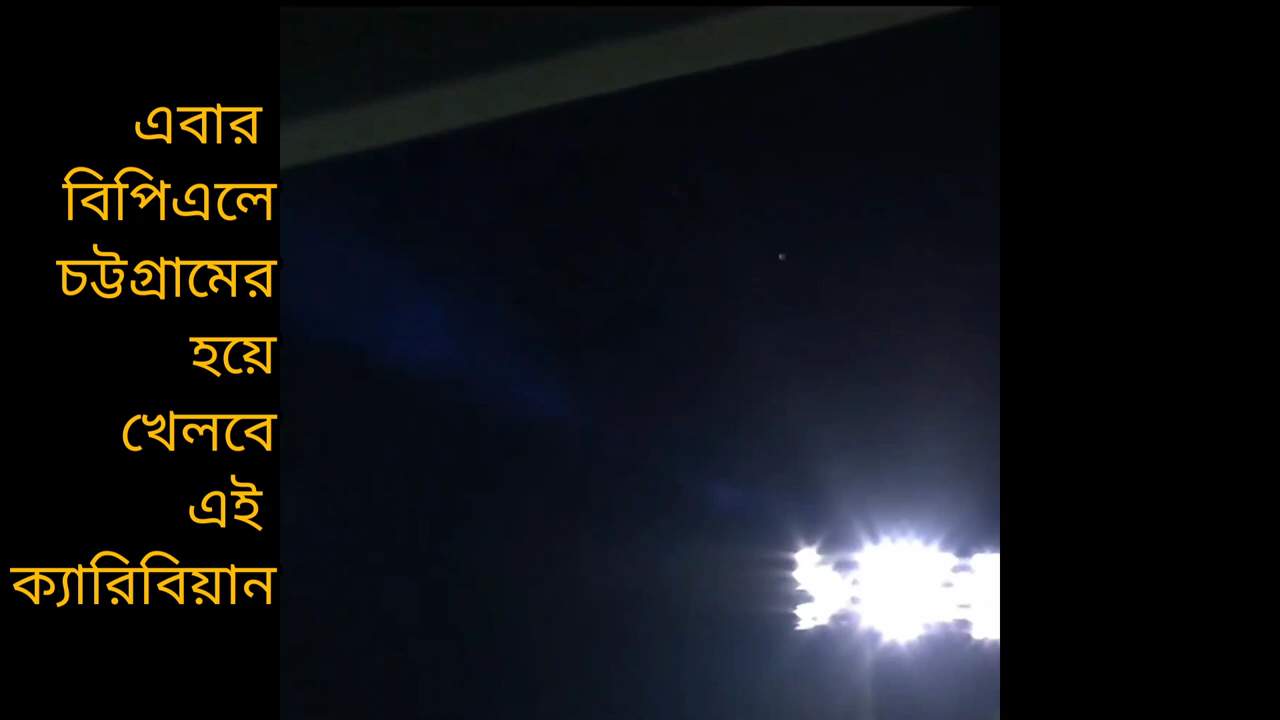 এবার
বিপিএলে
চট্টগ্রামের
হয়ে
খেলবে
এই
ক্যারিবিয়ান